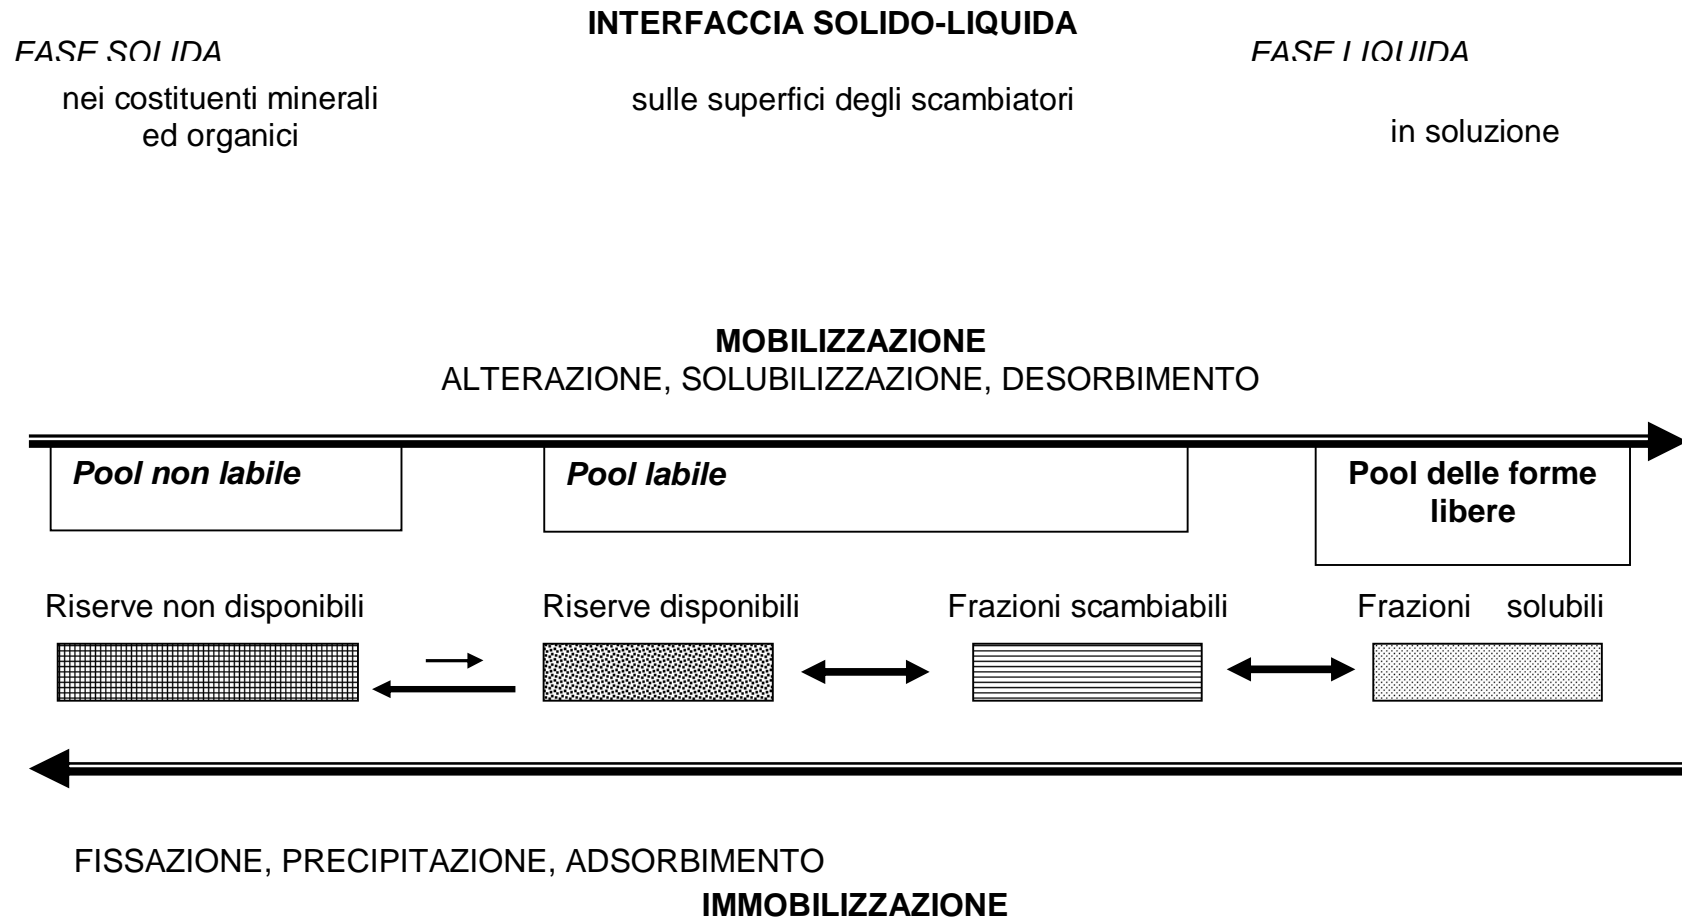 INTERFACCIA SOLIDO-LIQUIDA
FASE SOLIDA
FASE LIQUIDA
nei costituenti minerali
ed organici
sulle superfici degli scambiatori
in soluzione
MOBILIZZAZIONE
ALTERAZIONE, SOLUBILIZZAZIONE, DESORBIMENTO
Pool non labile
Pool labile
Pool delle forme
libere
Riserve non disponibili
Riserve disponibili
Frazioni scambiabili
Frazioni solubili
FISSAZIONE, PRECIPITAZIONE, ADSORBIMENTO
IMMOBILIZZAZIONE